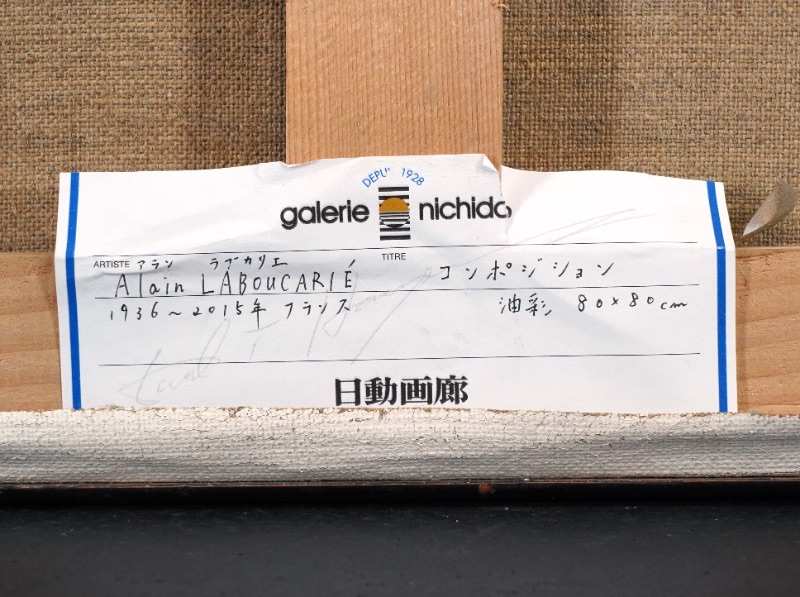 DEPUIS 1928
galerie nichido
ARTISTE アラン ラブカリエ TITRE
Alain LABOUCARIÉ コンポジション
1936～2015年 フランス 油彩 80×80cm
日動画廊